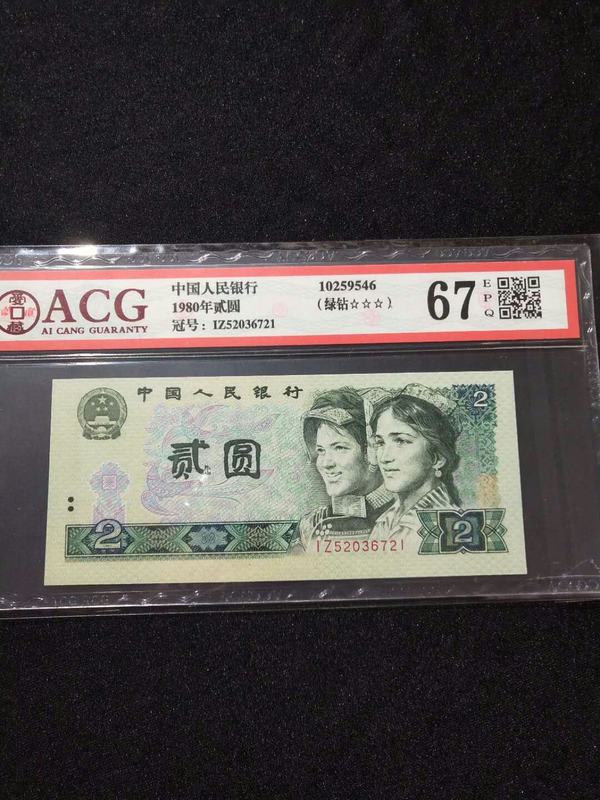 ACG
AI CANG GUARANTY
中国人民银行
1980年贰圆
冠号：IZ52036721
10259546
（绿钻☆☆☆）
67
EPQ
中国人民银行
贰圆
2
2
2
IZ52036721